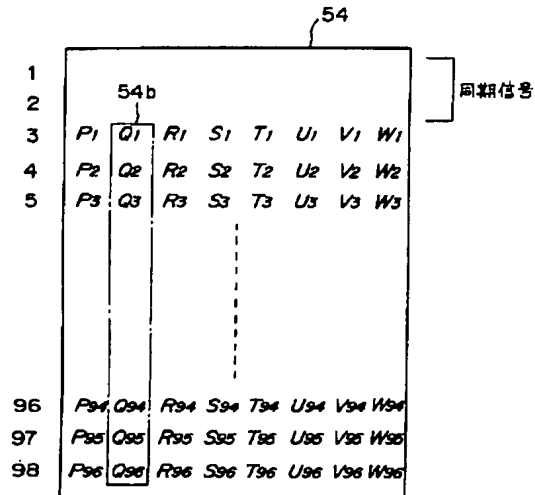 54
1
同期信号
2
54b
3 P1 Q1 R1 S1 T1 U1 V1 W1
4 P2 Q2 R2 S2 T2 U2 V2 W2
5 P3 Q3 R3 S3 T3 U3 V3 W3
96 P94 Q94 R94 S94 T94 U94 V94 W94
97 P95 Q95 R95 S95 T95 U95 V95 W95
98 P96 Q96 R96 S96 T96 U96 V96 W96